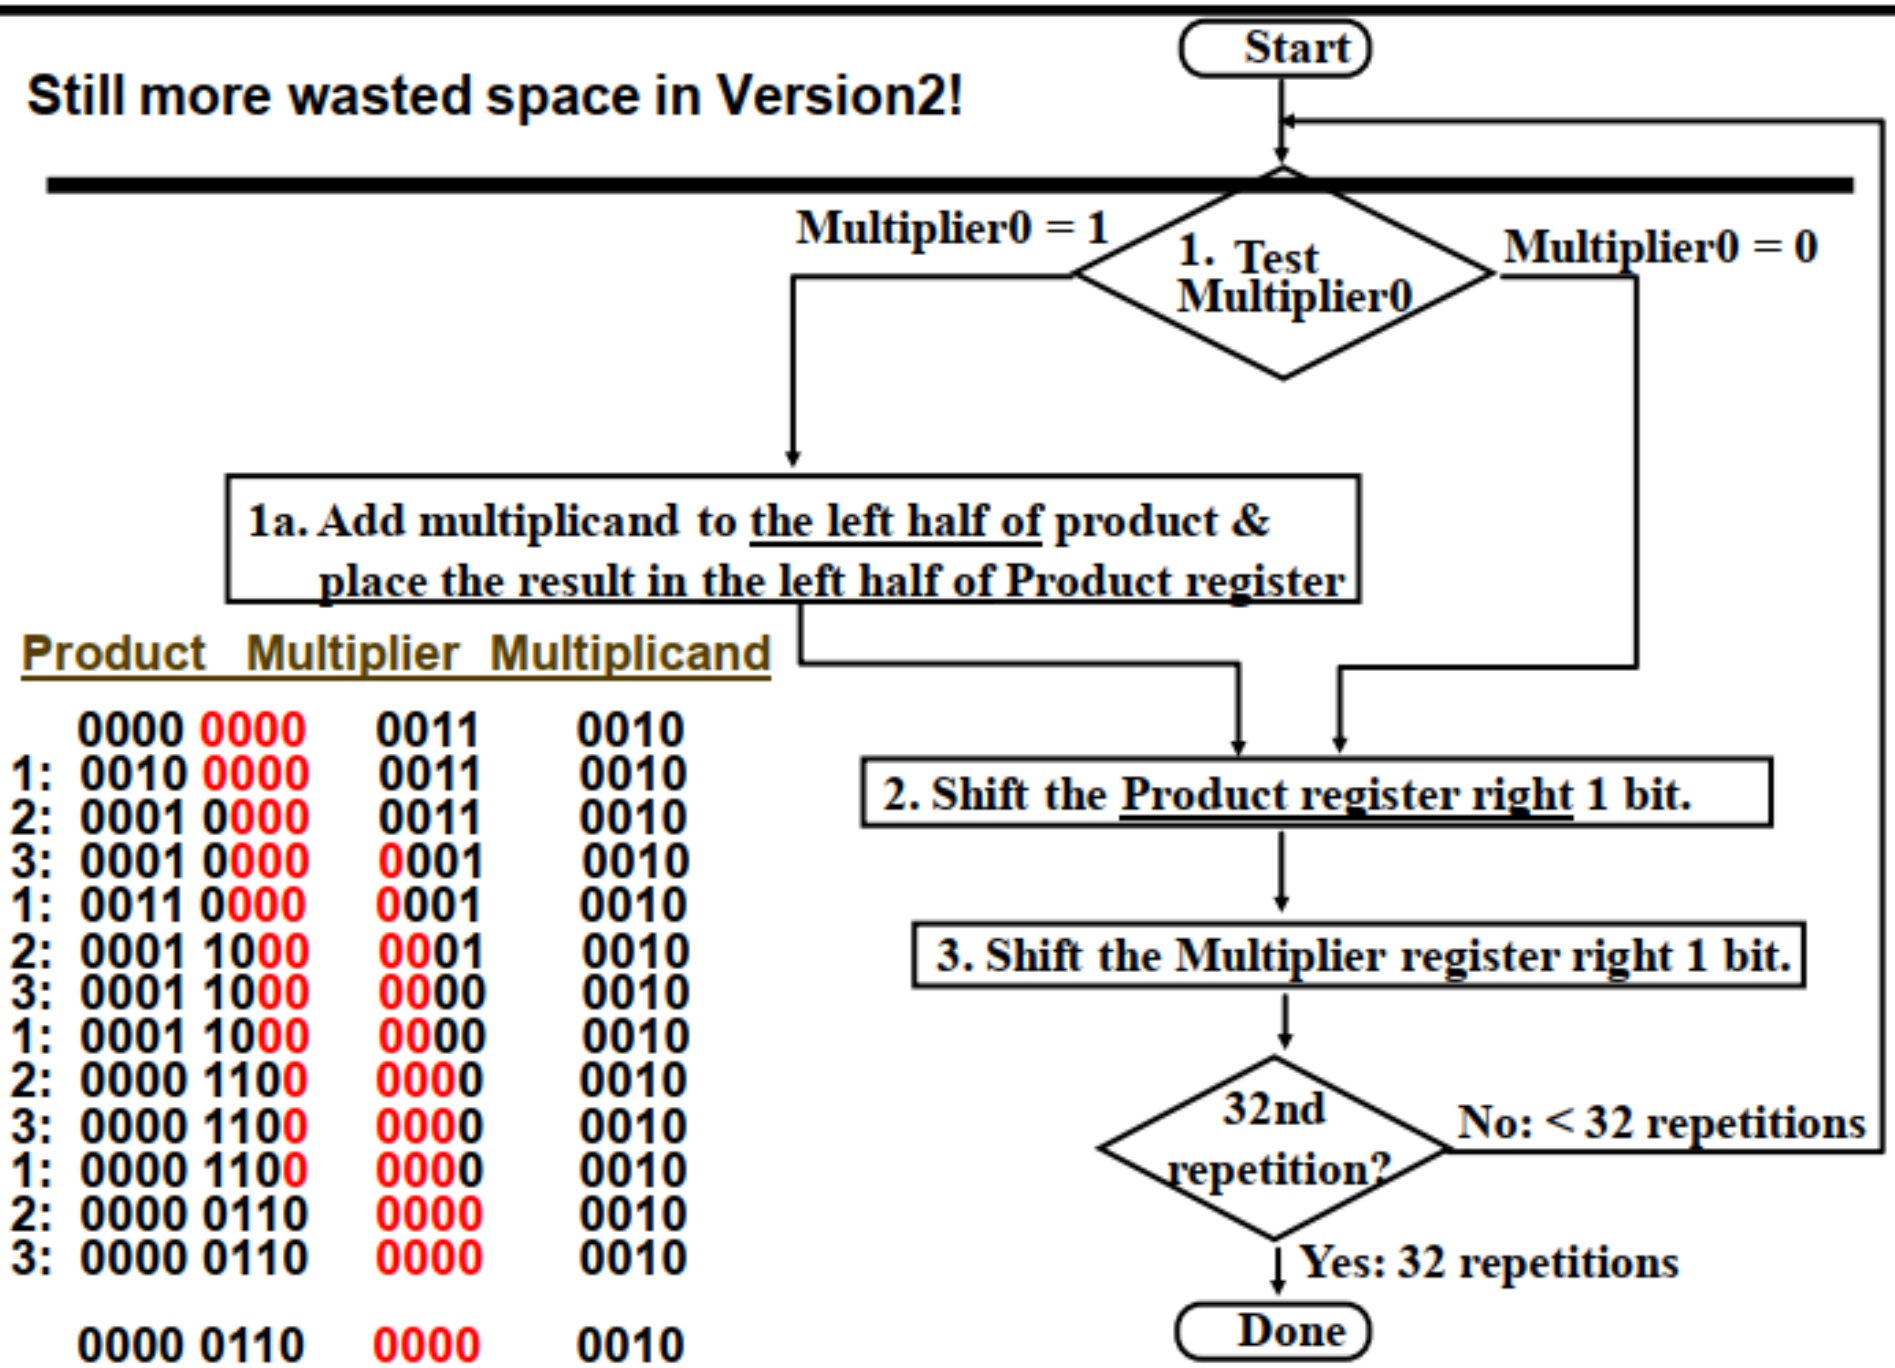 Start
Still more wasted space in Version2!
Multiplier0 = 1
1. Test
Multiplier0
Multiplier0 = 0
1a. Add multiplicand to the left half of product &
place the result in the left half of Product register
Product Multiplier Multiplicand
0000 0000 0011 0010
1: 0010 0000 0011 0010
2: 0001 0000 0011 0010
3: 0001 0000 0001 0010
1: 0011 0000 0001 0010
2: 0001 1000 0001 0010
3: 0001 1000 0000 0010
1: 0001 1000 0000 0010
2: 0000 1100 0000 0010
3: 0000 1100 0000 0010
1: 0000 1100 0000 0010
2: 0000 0110 0000 0010
3: 0000 0110 0000 0010
0000 0110 0000 0010
2. Shift the Product register right 1 bit.
3. Shift the Multiplier register right 1 bit.
32nd
repetition?
No: < 32 repetitions
Yes: 32 repetitions
Done